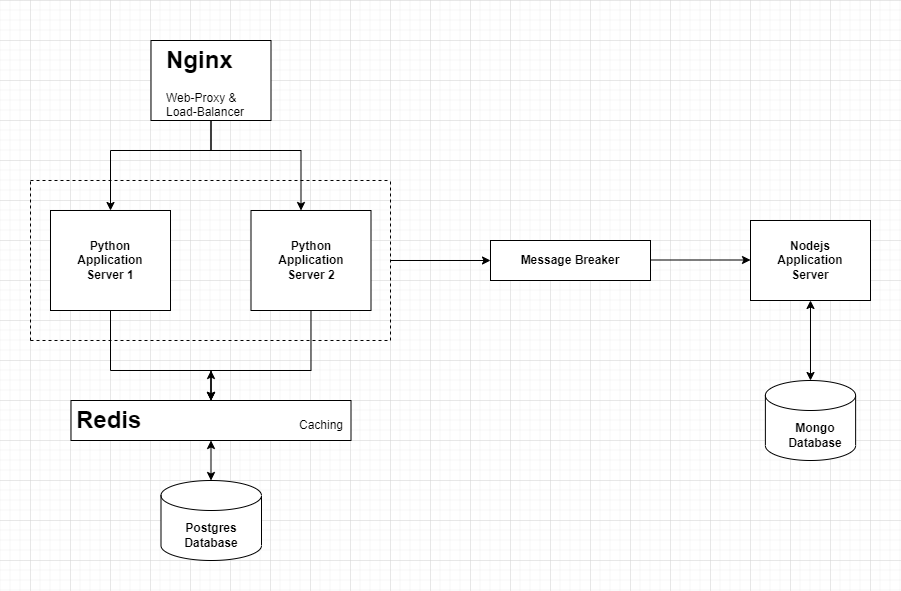 Nginx
Web-Proxy &
Load-Balancer
Python
Application
Server 1
Python
Application
Server 2
Message Breaker
Nodejs
Application
Server
Redis
Caching
Mongo
Database
Postgres
Database